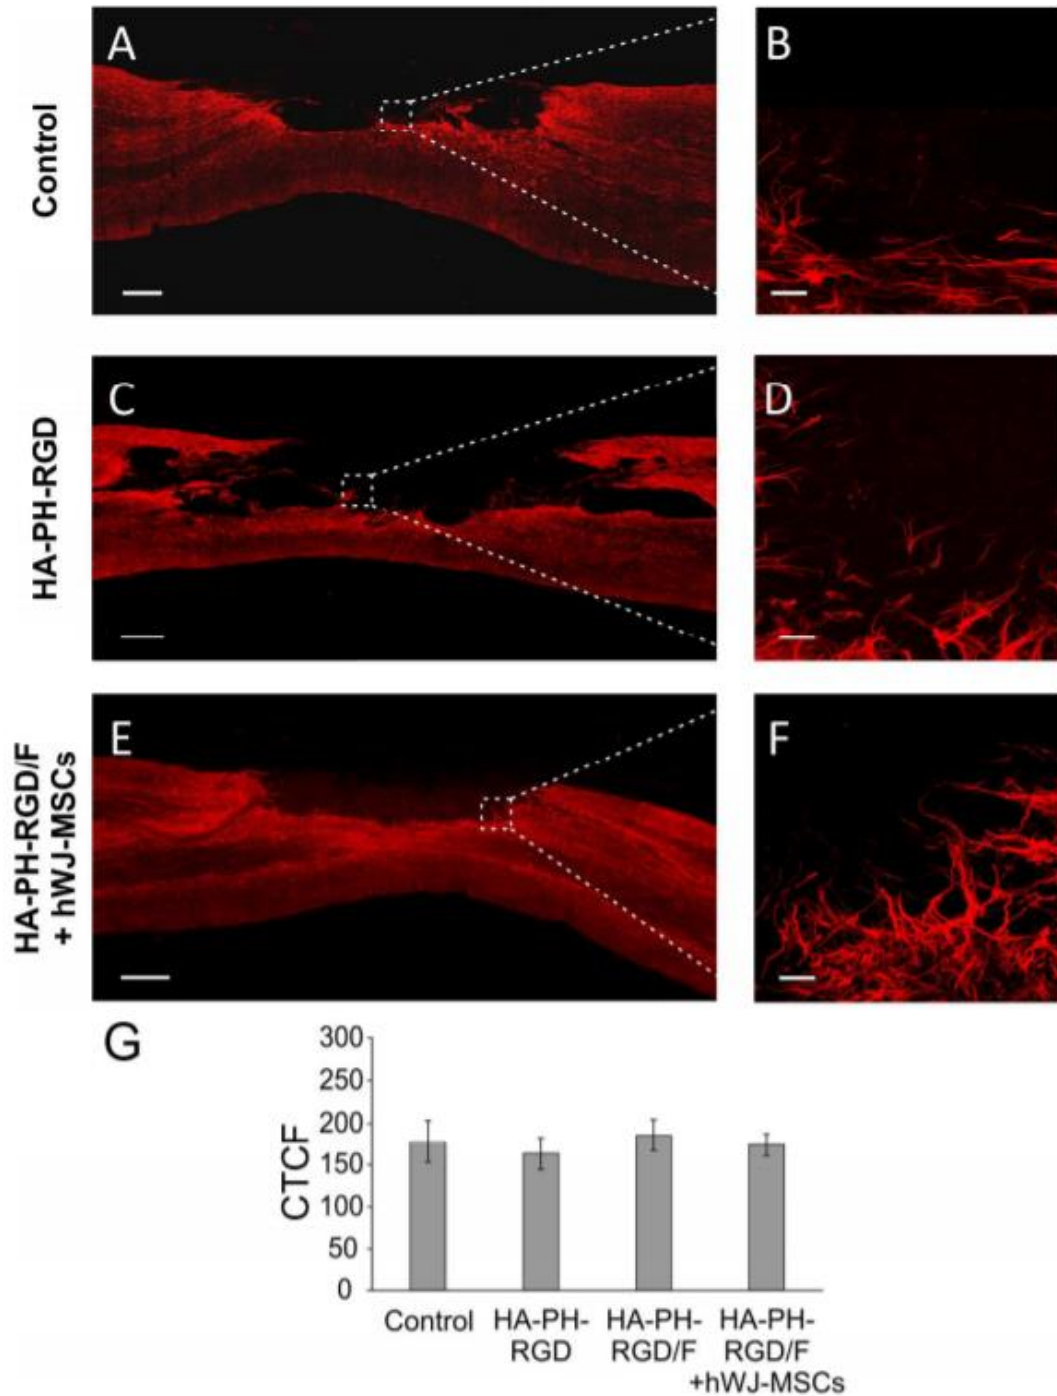 Control
A
B
HA-PH-RGD
C
D
HA-PH-RGD/F
+ hWJ-MSCs
E
F
G
CTCF
300
250
200
150
100
50
0
Control
HA-PH-
RGD
HA-PH-
RGD/F
HA-PH-
RGD/F
+hWJ-MSCs